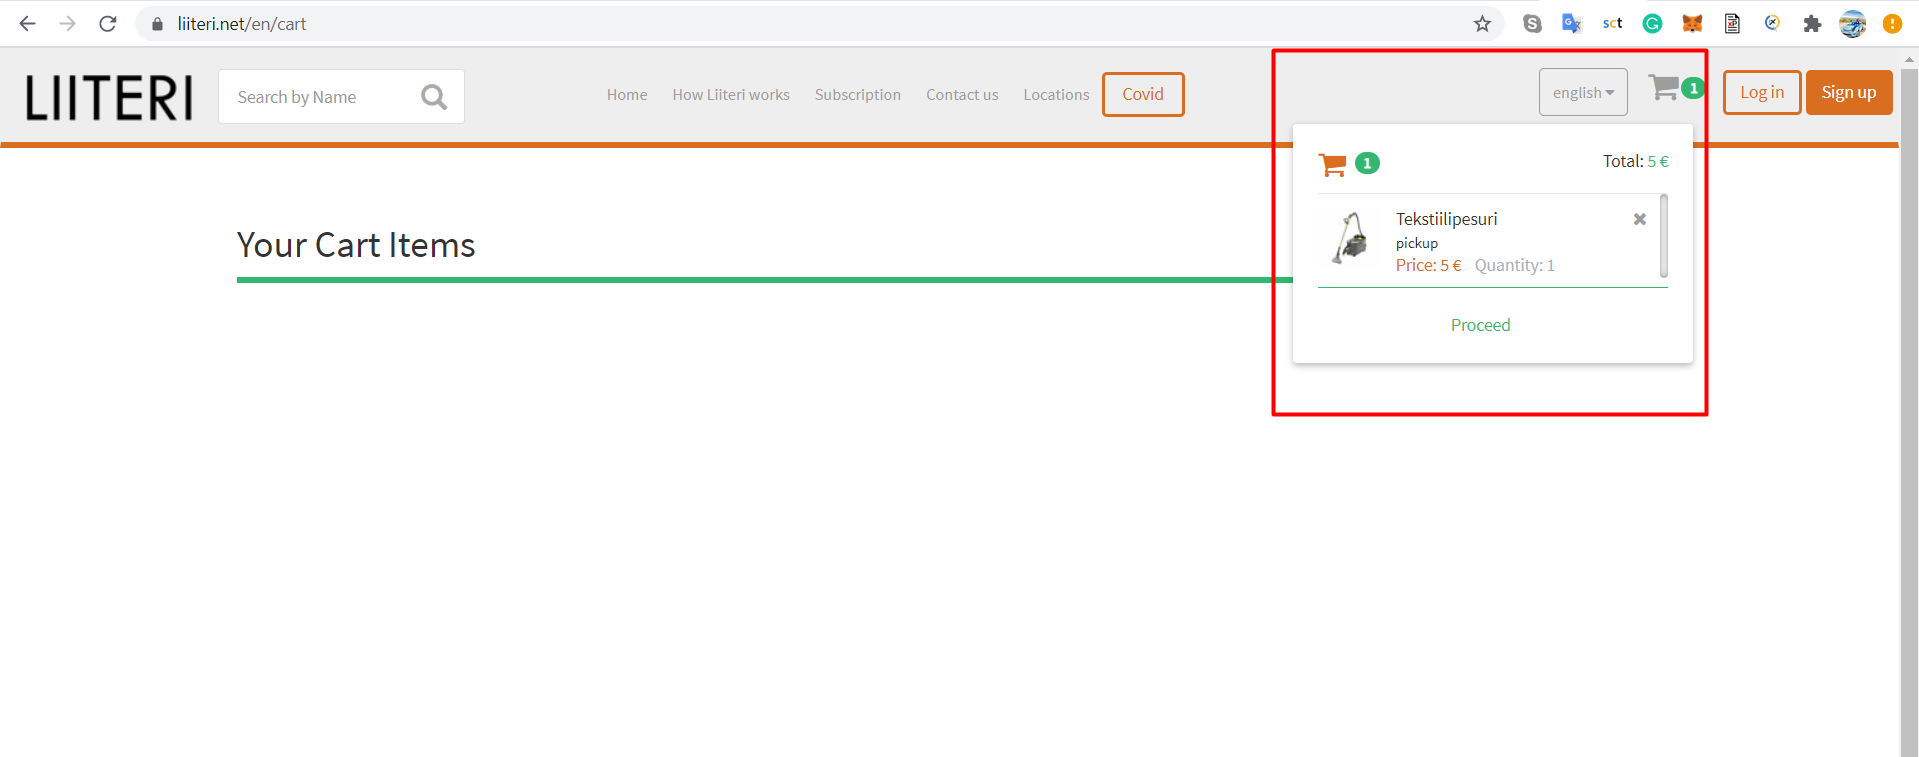 liiteri.net/en/cart
sct
LIITERI
Search by Name
Home
How Liiteri works
Subscription
Contact us
Locations
Covid
english
1
Log in
Sign up
1
Total: 5 €
Your Cart Items
Tekstiilipesuri
pickup
Price: 5 € Quantity: 1
Proceed